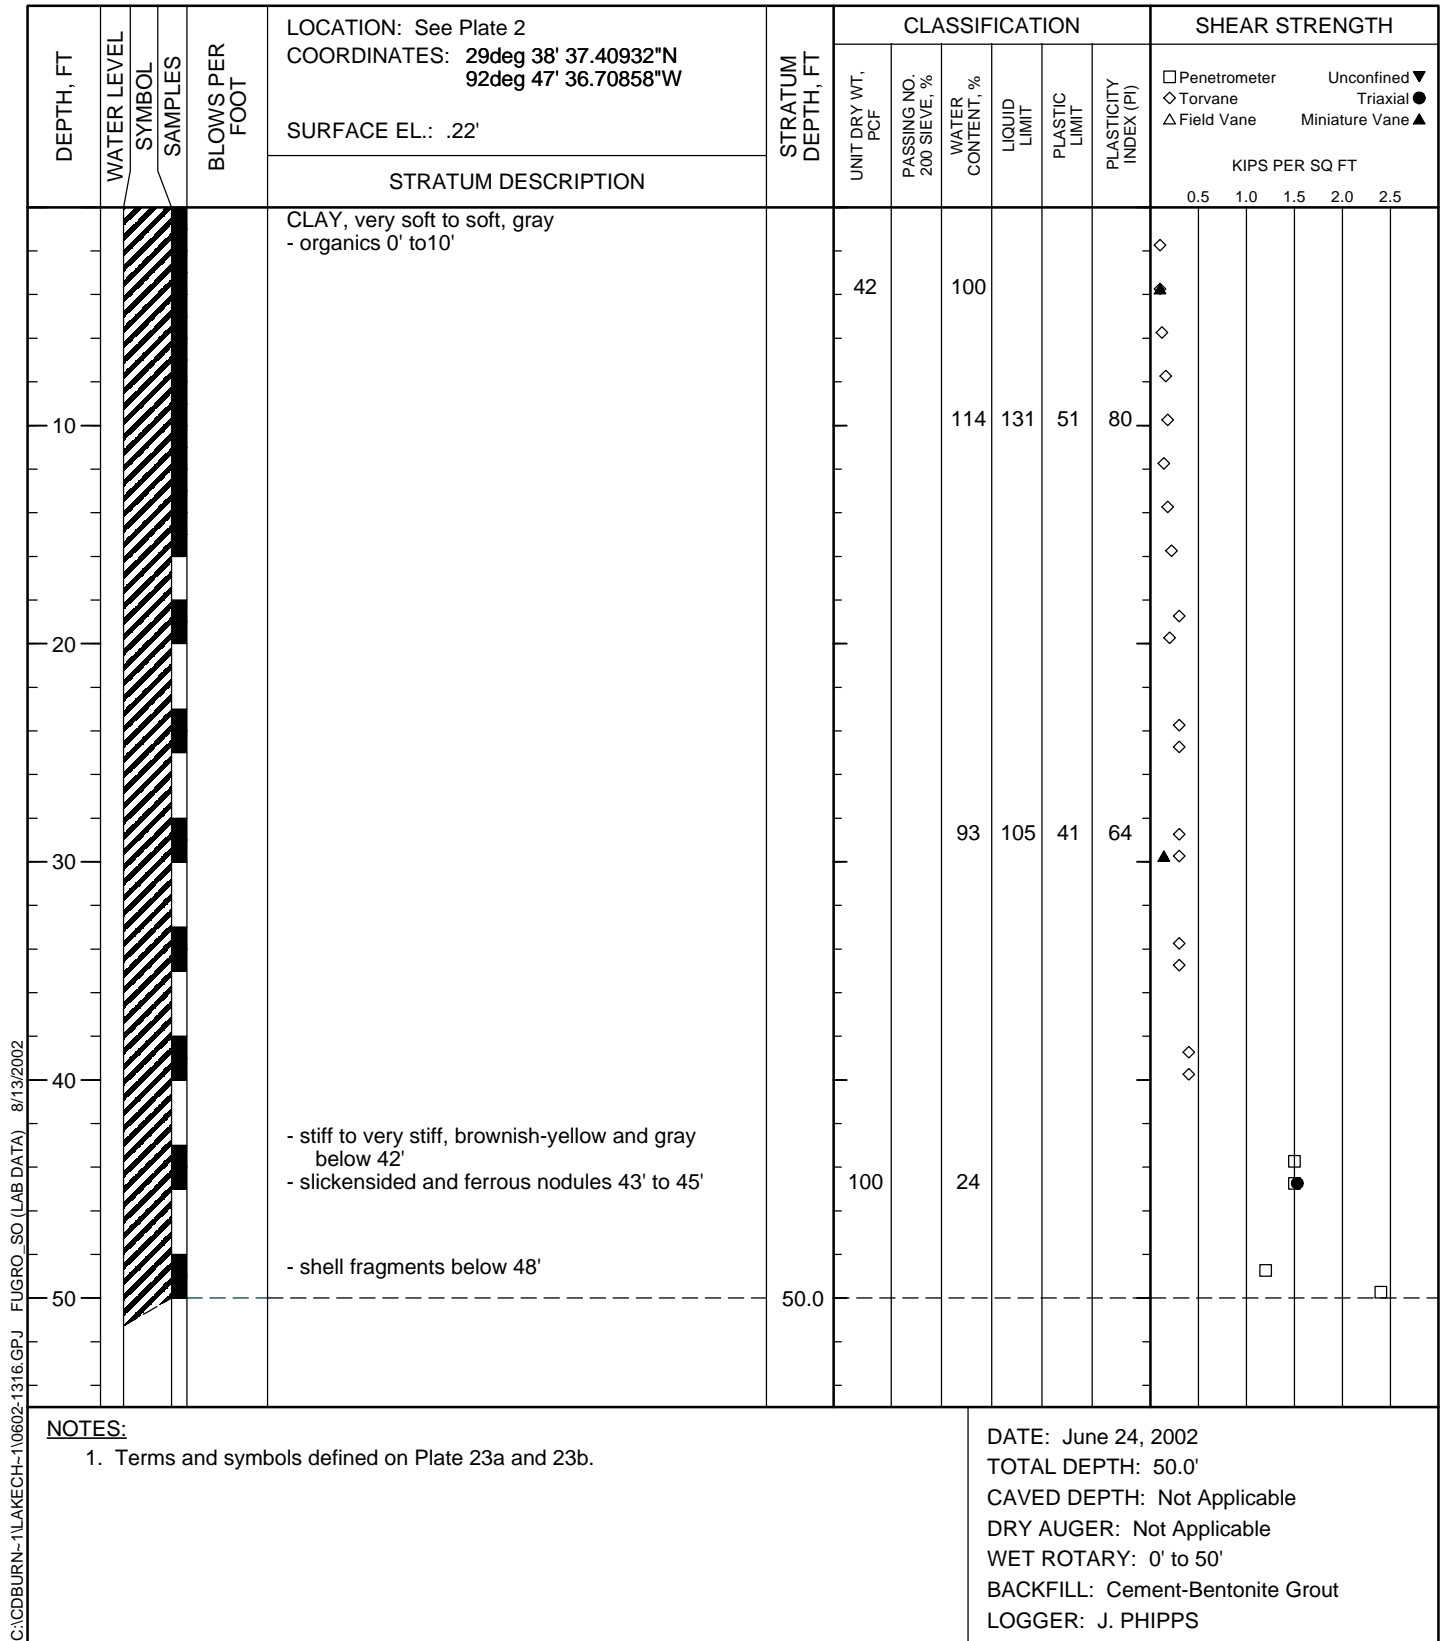 DEPTH, FT
WATER LEVEL
SYMBOL
SAMPLES
BLOWS PER
FOOT
LOCATION: See Plate 2
COORDINATES: 29deg 38' 37.40932"N
92deg 47' 36.70858"W
SURFACE EL.: .22'
STRATUM DESCRIPTION
STRATUM
DEPTH, FT
CLASSIFICATION
UNIT DRY WT,
PCF
PASSING NO.
200 SIEVE, %
WATER
CONTENT, %
LIQUID
LIMIT
PLASTIC
LIMIT
PLASTICITY
INDEX (PI)
SHEAR STRENGTH
Penetrometer Unconfined
Torvane Triaxial
Field Vane Miniature Vane
KIPS PER SQ FT
0.5 1.0 1.5 2.0 2.5
CLAY, very soft to soft, gray
- organics 0' to10'
42 100
10 114 131 51 80
20
93 105 41 64
30
40
- stiff to very stiff, brownish-yellow and gray
below 42'
- slickensided and ferrous nodules 43' to 45' 100 24
- shell fragments below 48'
50 50.0
NOTES:
1. Terms and symbols defined on Plate 23a and 23b.
DATE: June 24, 2002
TOTAL DEPTH: 50.0'
CAVED DEPTH: Not Applicable
DRY AUGER: Not Applicable
WET ROTARY: 0' to 50'
BACKFILL: Cement-Bentonite Grout
LOGGER: J. PHIPPS
C:\CDBURN~1\LAKECH~1\0602-1316.GPJ FUGRO_SO (LAB DATA) 8/13/2002